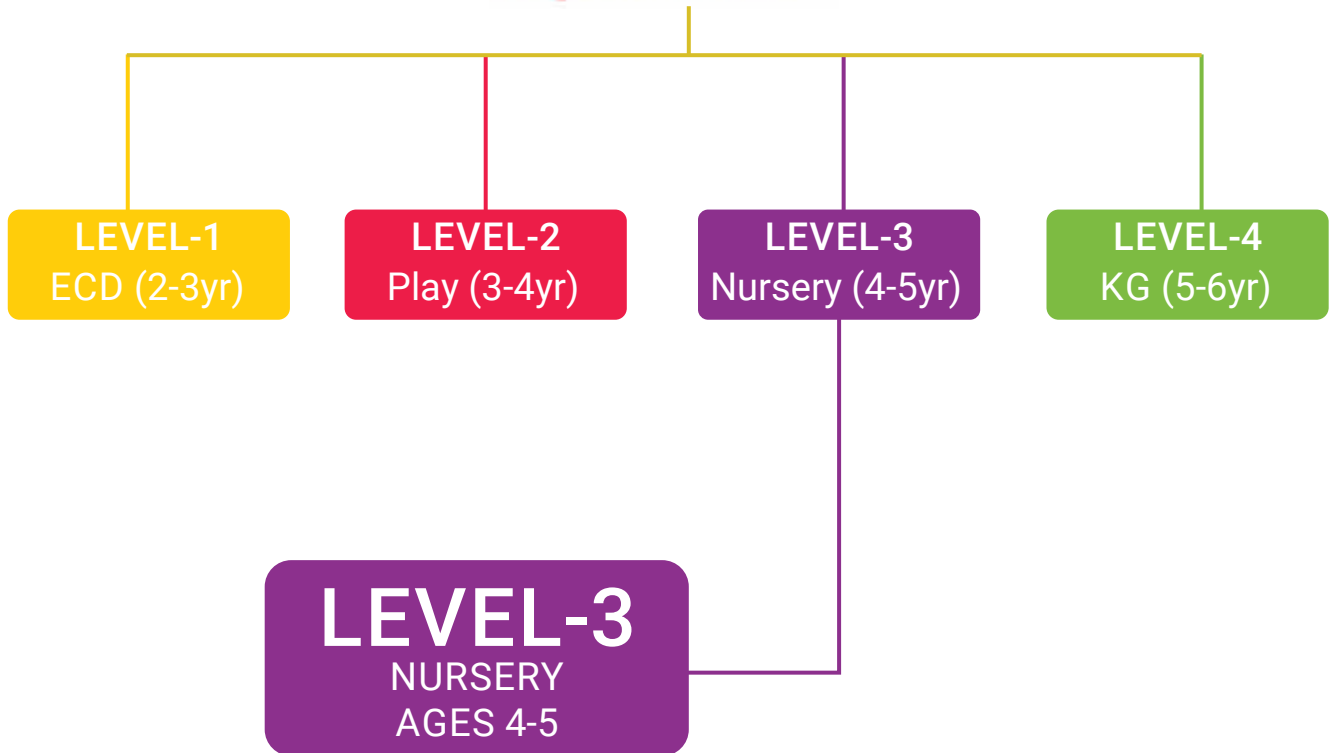 LEVEL-1
ECD (2-3yr)
LEVEL-2
Play (3-4yr)
LEVEL-3
Nursery (4-5yr)
LEVEL-4
KG (5-6yr)
LEVEL-3
NURSERY
AGES 4-5